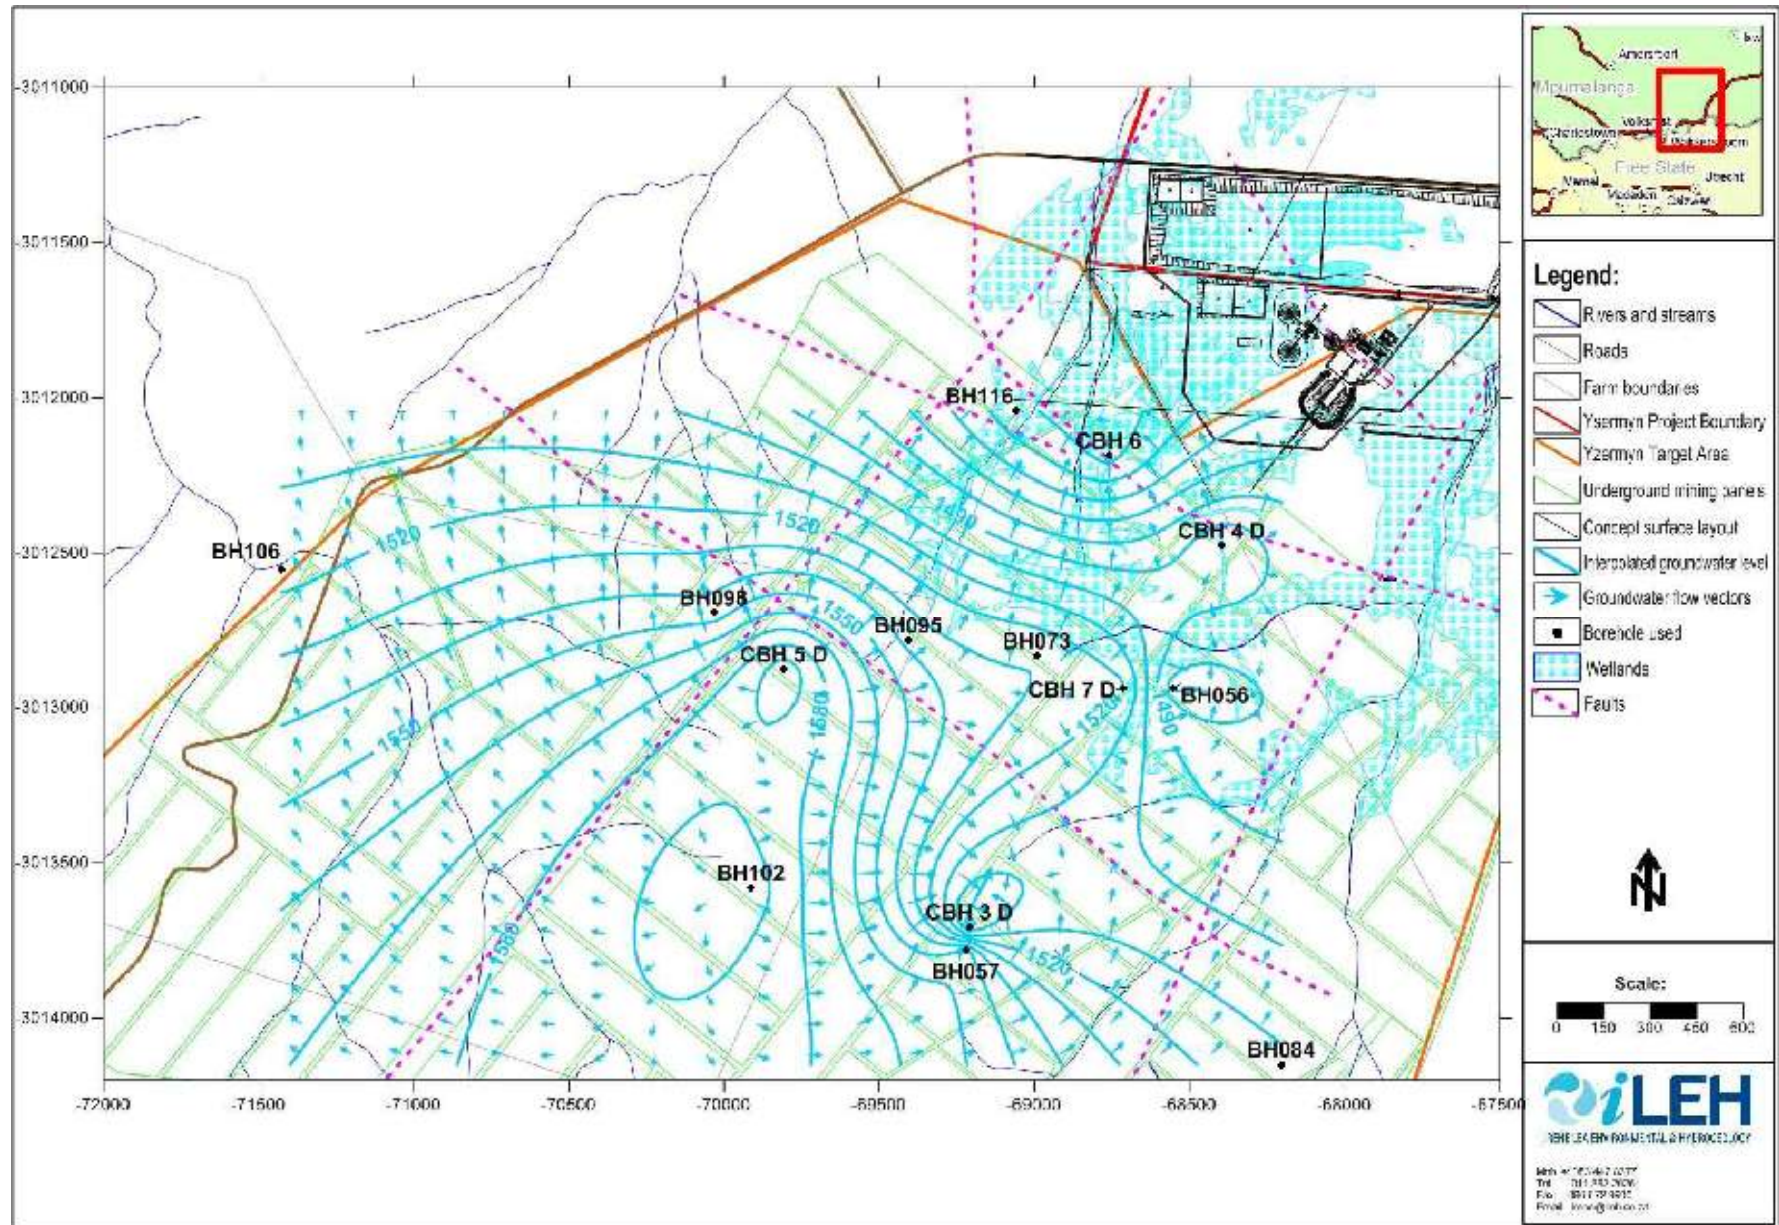 -3011000
-3011500
-3012000
-3012500
-3013000
-3013500
-3014000
-72000
-71500
-71000
-70500
-70000
-69500
-69000
-68500
-68000
-67500
BH116
CBH 6
CBH 4 D
BH106
BH098
BH095
BH073
CBH 5 D
CBH 7 D
BH056
BH102
CBH 3 D
BH057
BH084
1520
1520
1490
1550
1550
1580
1520
1490
1580
1520
Amersfoort
Mpumalanga
Volksrust
Charlestown
Free State
Memel
Utrecht
Legend:
Rivers and streams
Roads
Farm boundaries
Ysermyn Project Boundary
Yzermyn Target Area
Underground mining panels
Concept surface layout
Interpolated groundwater level
Groundwater flow vectors
Borehole used
Wetlands
Faults
N
Scale:
0 150 300 450 600
iLEH